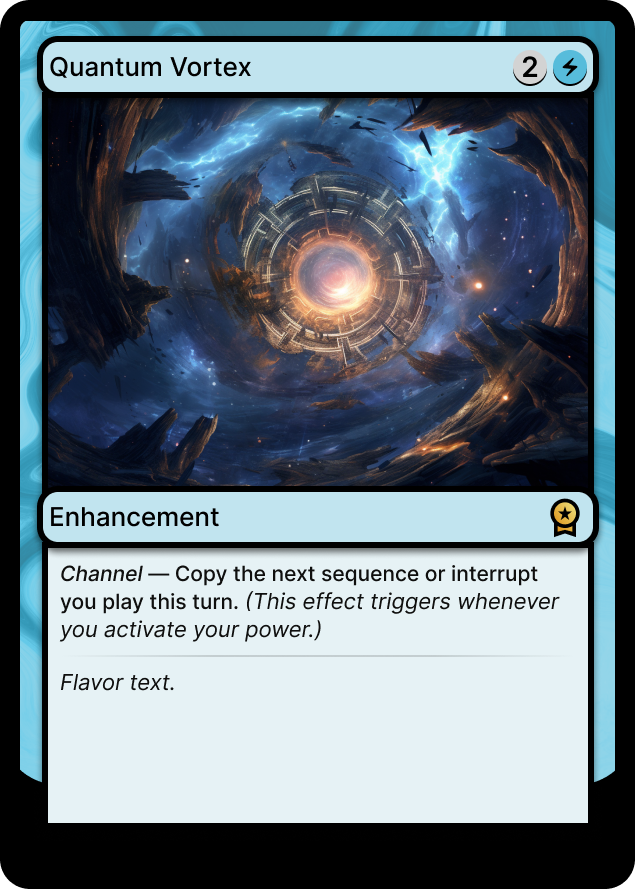 Quantum Vortex 2
Enhancement
Channel — Copy the next sequence or interrupt
you play this turn. (This effect triggers whenever
you activate your power.)
Flavor text.